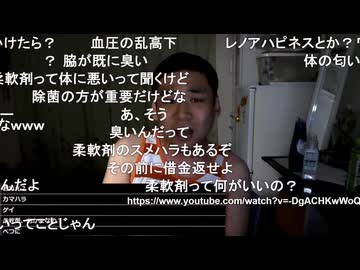 いけたら？
血圧の乱高下
レノアハピネスとか？
？ 脇が既に臭い
体の匂い
柔軟剤って体に悪いって聞くけど
除菌の方が重要だけどな
あ、そう
なwww
臭いんだって
柔軟剤のスメハラもあるぞ
その前に借金返せよ
んだよ
柔軟剤って何がいいの？
カマハラ
https://www.youtube.com/watch?v=-DgACHKwWoQ
ゲイ
ってことじゃん
べつに